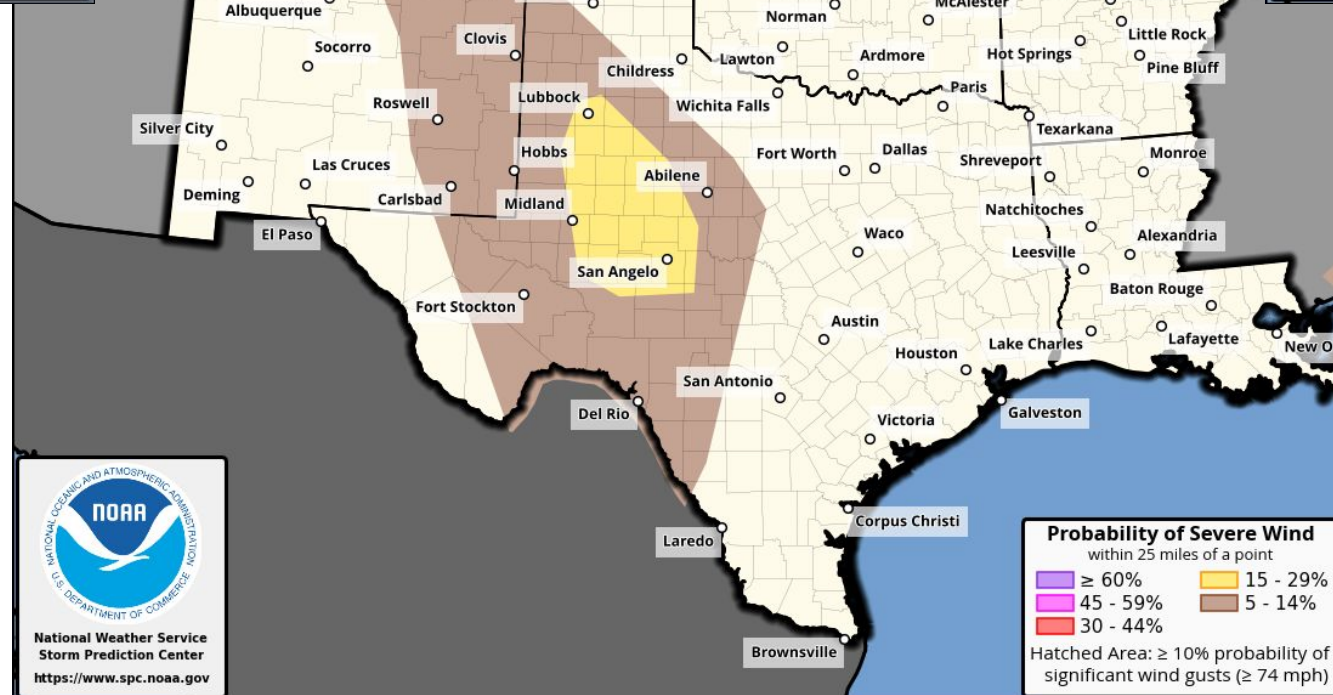 Albuquerque
Socorro
Clovis
Norman
McAlester
Little Rock
Hot Springs
Pine Bluff
Childress
Lawton
Ardmore
Roswell
Lubbock
Wichita Falls
Paris
Silver City
Texarkana
Las Cruces
Hobbs
Fort Worth
Dallas
Shreveport
Monroe
Deming
Carlsbad
Midland
Abilene
Natchitoches
El Paso
Waco
Alexandria
Leesville
San Angelo
Fort Stockton
Baton Rouge
Austin
Houston
Lake Charles
Lafayette
New O
San Antonio
Del Rio
Victoria
Galveston
Laredo
Corpus Christi
Brownsville
NATIONAL OCEANIC AND ATMOSPHERIC ADMINISTRATION
NOAA
U.S. DEPARTMENT OF COMMERCE
National Weather Service
Storm Prediction Center
https://www.spc.noaa.gov
Probability of Severe Wind
within 25 miles of a point
≥ 60% 15 - 29%
45 - 59% 5 - 14%
30 - 44%
Hatched Area: ≥ 10% probability of
significant wind gusts (≥ 74 mph)